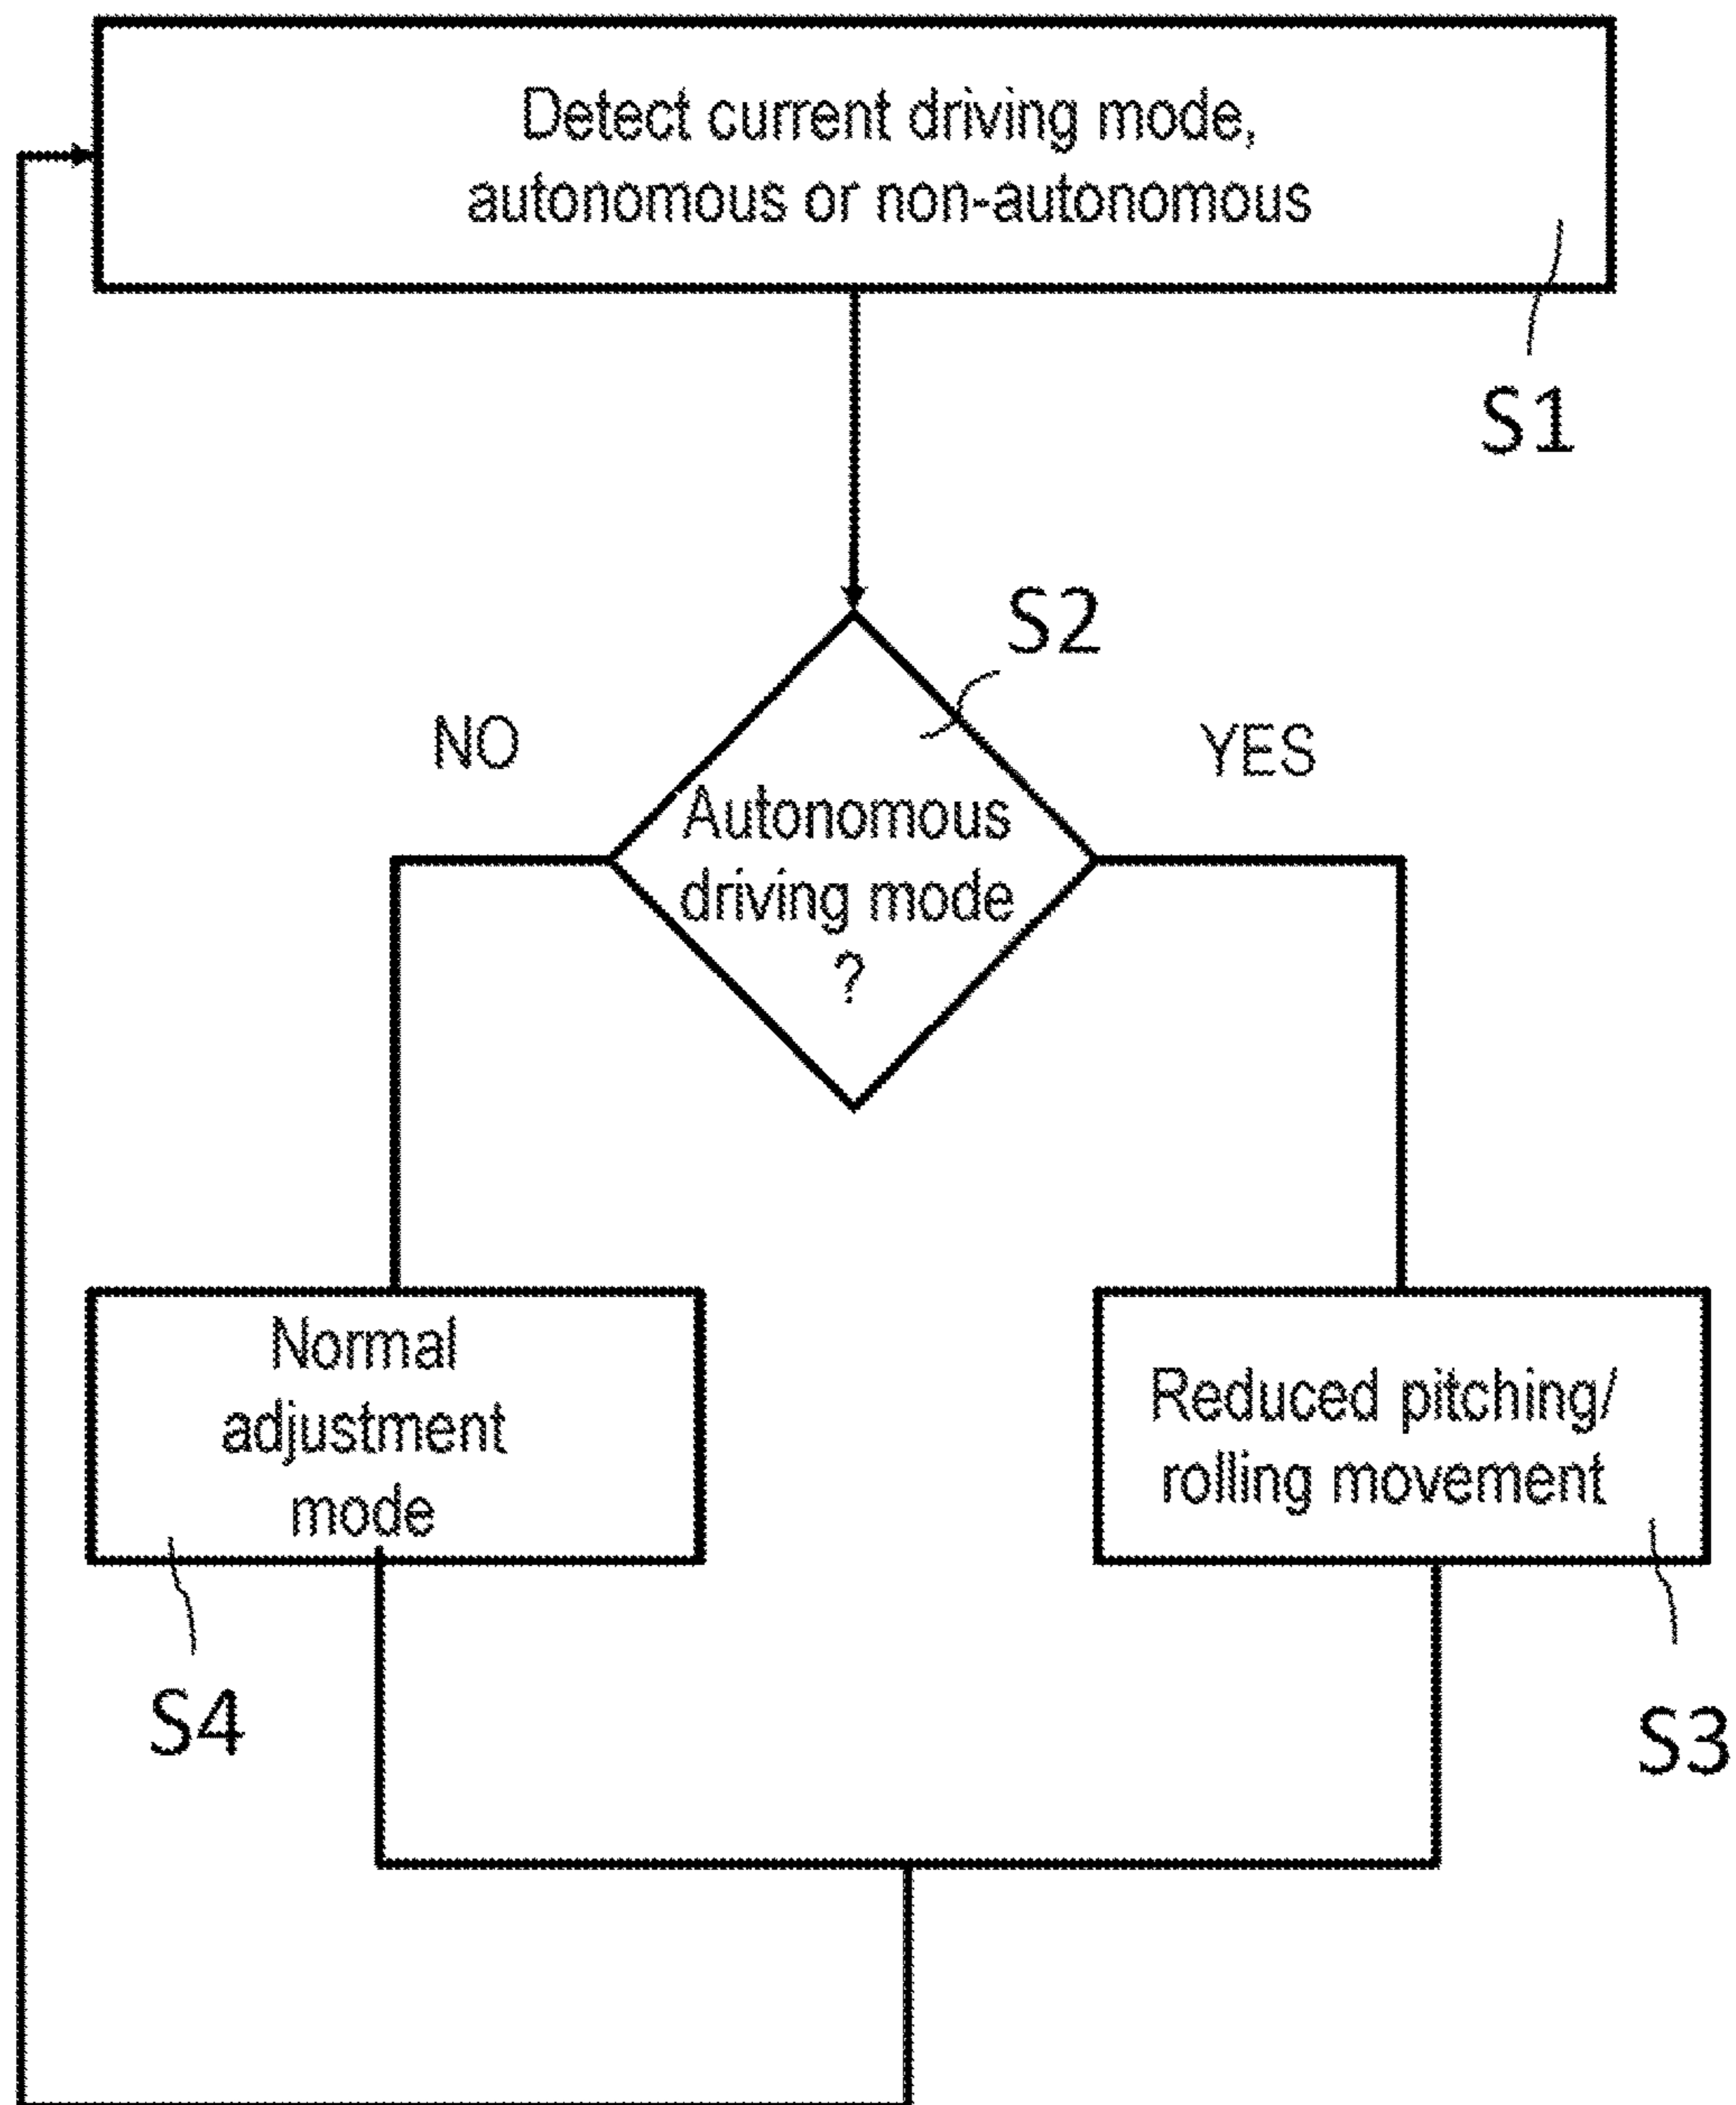 Detect current driving mode,
autonomous or non-autonomous
S1
S2
NO
YES
Autonomous
driving mode
?
Normal
adjustment
mode
Reduced pitching/
rolling movement
S4
S3